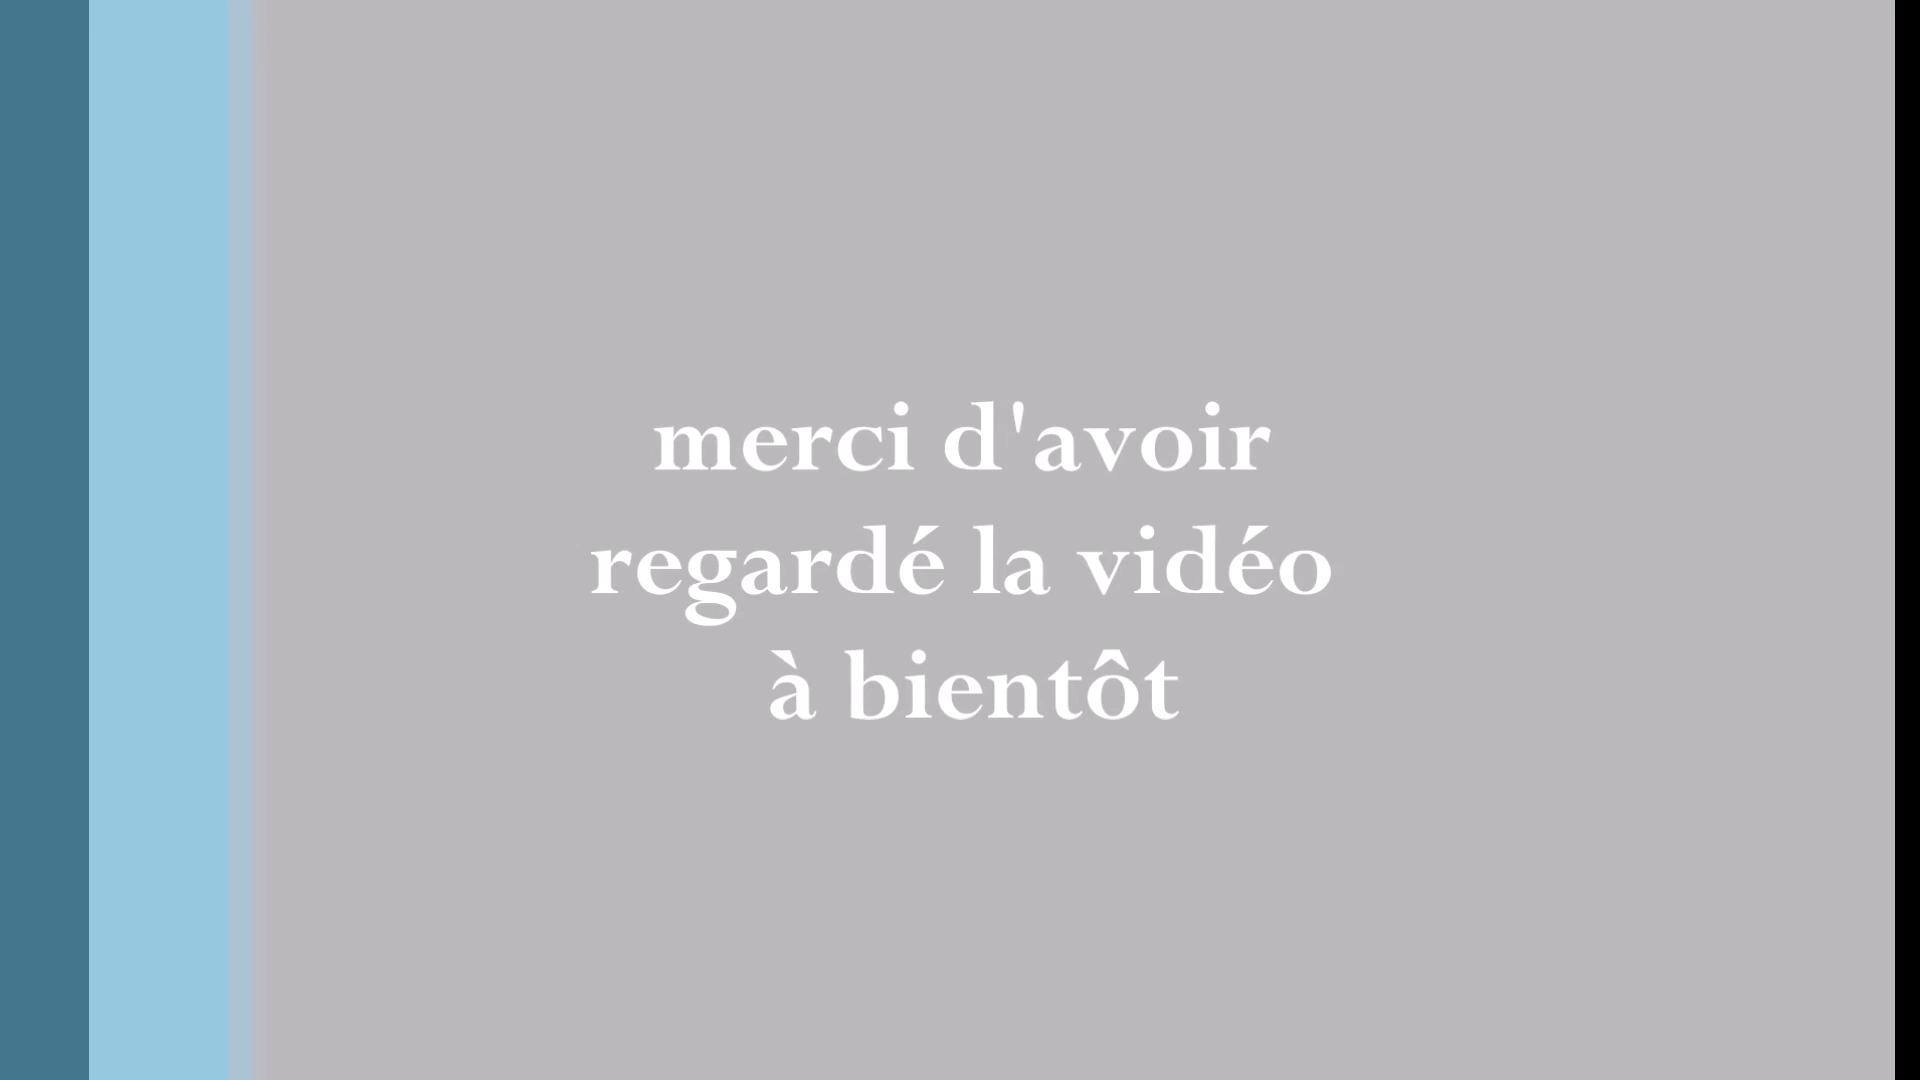 merci d'avoir
regardé la vidéo
à bientôt